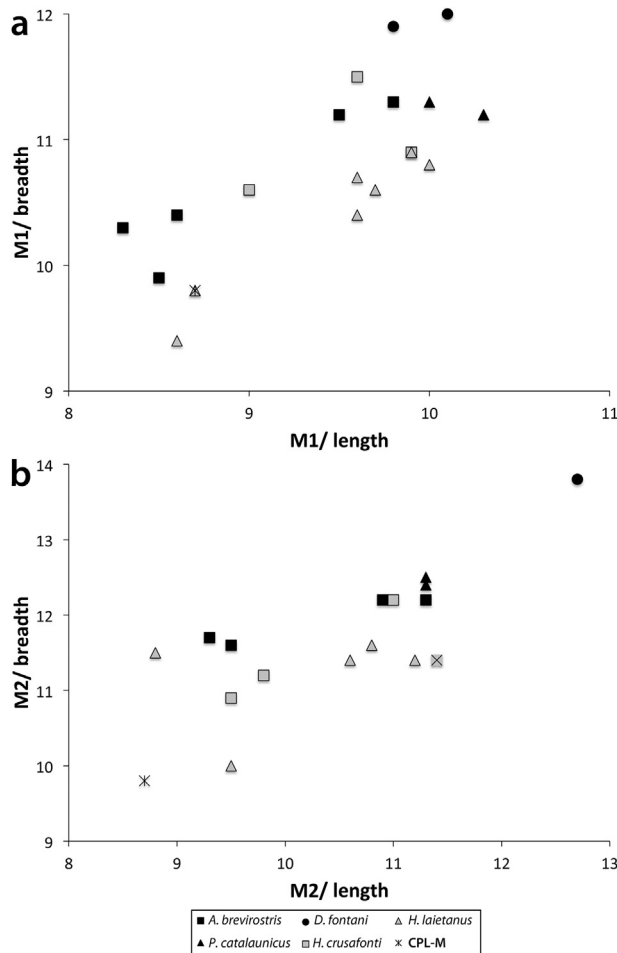 a
12
11
10
9
M1/ breadth
8
9
10
11
M1/ length
b
14
13
12
11
10
9
M2/ breadth
8
9
10
11
12
13
M2/ length
A. brevirostris D. fontani H. laietanus
P. catalaunicus H. crusafonti CPL-M